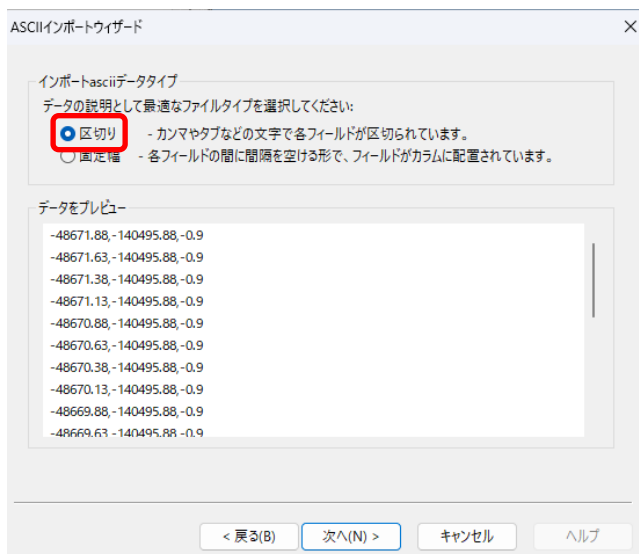 ASCIIインポートウィザード
インポートasciiデータタイプ
データの説明として最適なファイルタイプを選択してください:
区切り - カンマやタブなどの文字で各フィールドが区切られています。
固定幅 - 各フィールドの間に間隔を空ける形で、フィールドがカラムに配置されています。
データをプレビュー
-48671.88,-140495.88,-0.9
-48671.63,-140495.88,-0.9
-48671.38,-140495.88,-0.9
-48671.13,-140495.88,-0.9
-48670.88,-140495.88,-0.9
-48670.63,-140495.88,-0.9
-48670.38,-140495.88,-0.9
-48670.13,-140495.88,-0.9
-48669.88,-140495.88,-0.9
-48669.63,-140495.88,-0.9
< 戻る(B) 次へ(N) > キャンセル ヘルプ